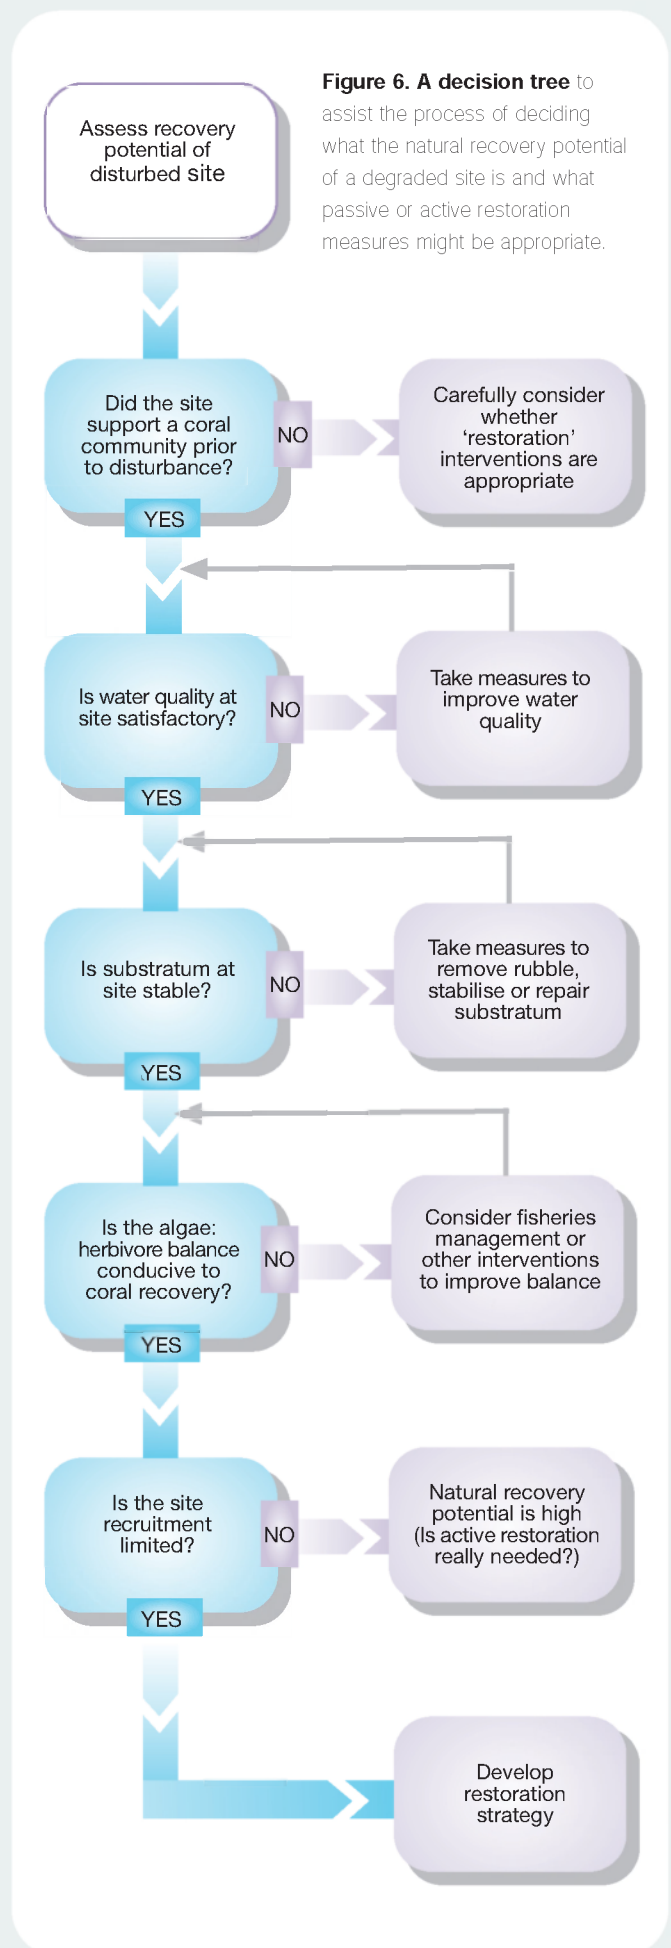 Figure 6. A decision tree to
assist the process of deciding
what the natural recovery potential
of a degraded site is and what
passive or active restoration
measures might be appropriate.
Assess recovery
potential of
disturbed site
Did the site
support a coral
community prior
to disturbance?
NO
Carefully consider
whether
‘restoration’
interventions are
appropriate
YES
Is water quality at
site satisfactory?
NO
Take measures to
improve water
quality
YES
Is substratum at
site stable?
NO
Take measures to
remove rubble,
stabilise or repair
substratum
YES
Is the algae:
herbivore balance
conducive to
coral recovery?
NO
Consider fisheries
management or
other interventions
to improve balance
YES
Is the site
recruitment
limited?
NO
Natural recovery
potential is high
(Is active restoration
really needed?)
YES
Develop
restoration
strategy